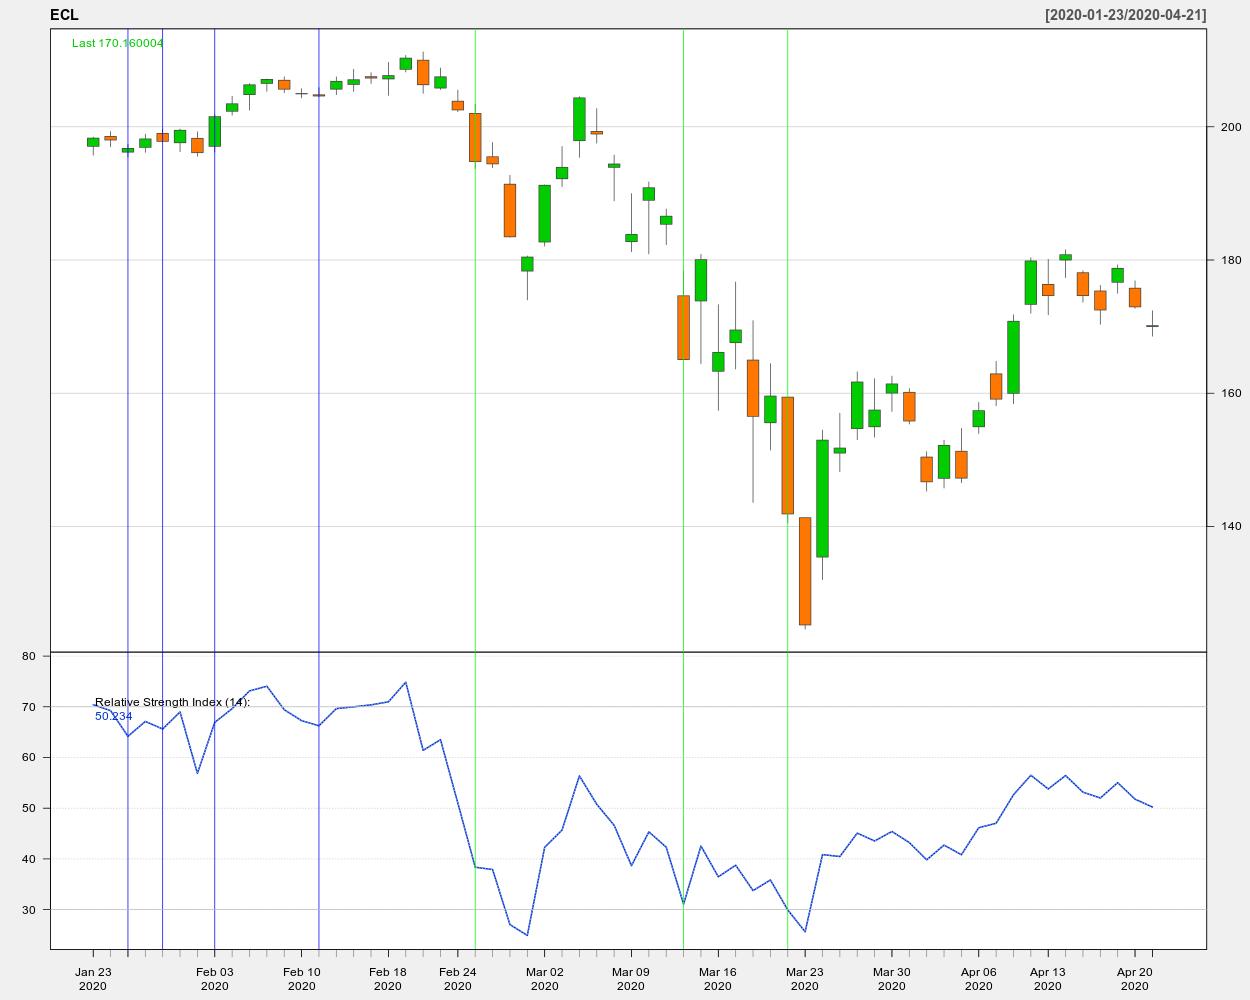 ECL
[2020-01-23/2020-04-21]
Last 170.160004
200
180
160
140
80
70
60
50
40
30
Relative Strength Index (14):
50.234
Jan 23
2020
Feb 03
2020
Feb 10
2020
Feb 18
2020
Feb 24
2020
Mar 02
2020
Mar 09
2020
Mar 16
2020
Mar 23
2020
Mar 30
2020
Apr 06
2020
Apr 13
2020
Apr 20
2020